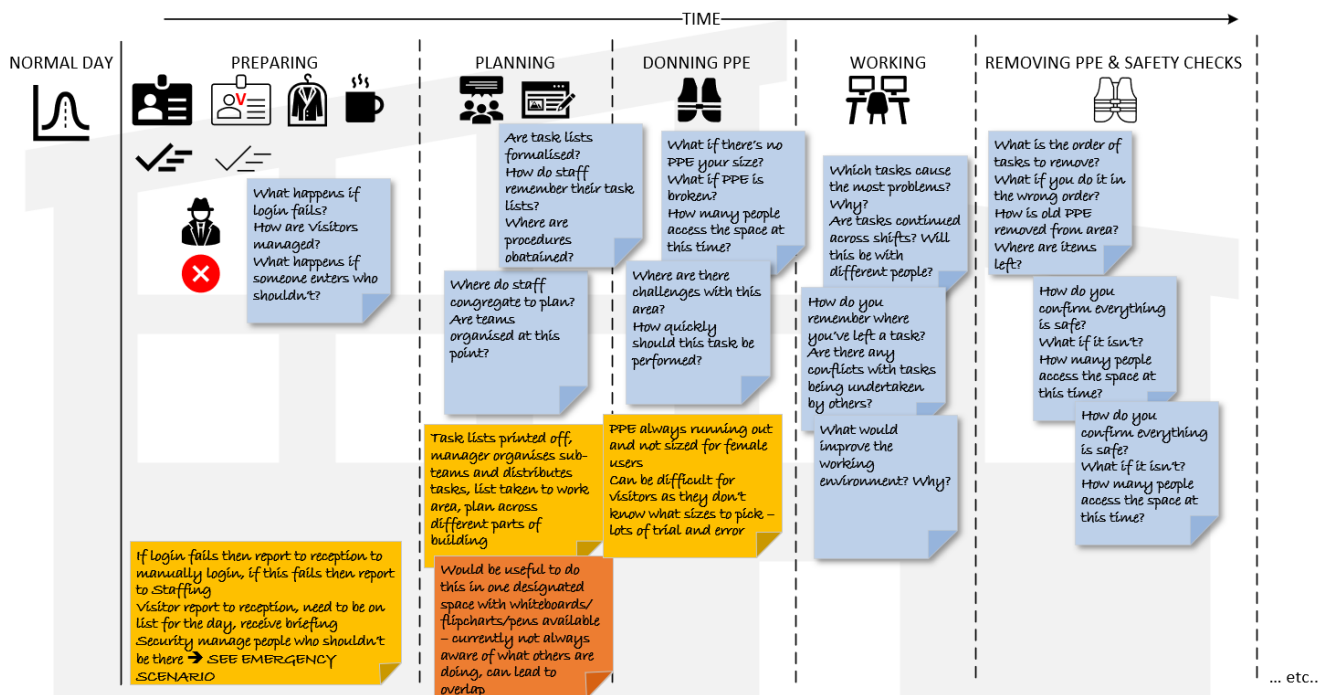 TIME
NORMAL DAY
PREPARING
PLANNING
DONNING PPE
WORKING
REMOVING PPE & SAFETY CHECKS
V
What happens if
login fails?
How are Visitors
managed?
What happens if
someone enters who
shouldn't?
If login fails then report to reception to
manually login, if this fails then report
to Staffing
Visitor report to reception, need to be on
list for the day, receive briefing
Security manage people who shouldn't
be there ➔ SEE EMERGENCY
SCENARIO
Are task lists
formalised?
How do staff
remember their task
lists?
Where are
procedures
obatained?
Where do staff
congregate to plan?
Are teams
organised at this
point?
Task lists printed off,
manager organises sub-
teams and distributes
tasks, list taken to work
area, plan across
different parts of
building
Would be useful to do
this in one designated
space with whiteboards/
flipcharts/pens available
– currently not always
aware of what others are
doing, can lead to
overlap
What if there's no
PPE your size?
What if PPE is
broken?
How many people
access the space at
this time?
Where are there
challenges with this
area?
How quickly
should this task be
performed?
PPE always running out
and not sized for female
users
Can be difficult for
visitors as they don't
know what sizes to pick –
lots of trial and error
Which tasks cause
the most problems?
Why?
Are tasks continued
across shifts? Will
this be with
different people?
How do you
remember where
you've left a task?
Are there any
conflicts with tasks
being undertaken
by others?
What would
improve the
working
environment? Why?
What is the order of
tasks to remove?
What if you do it in
the wrong order?
How is old PPE
removed from area?
Where are items
left?
How do you
confirm everything
is safe?
What if it isn't?
How many people
access the space at
this time?
How do you
confirm everything
is safe?
What if it isn't?
How many people
access the space at
this time?
... etc..